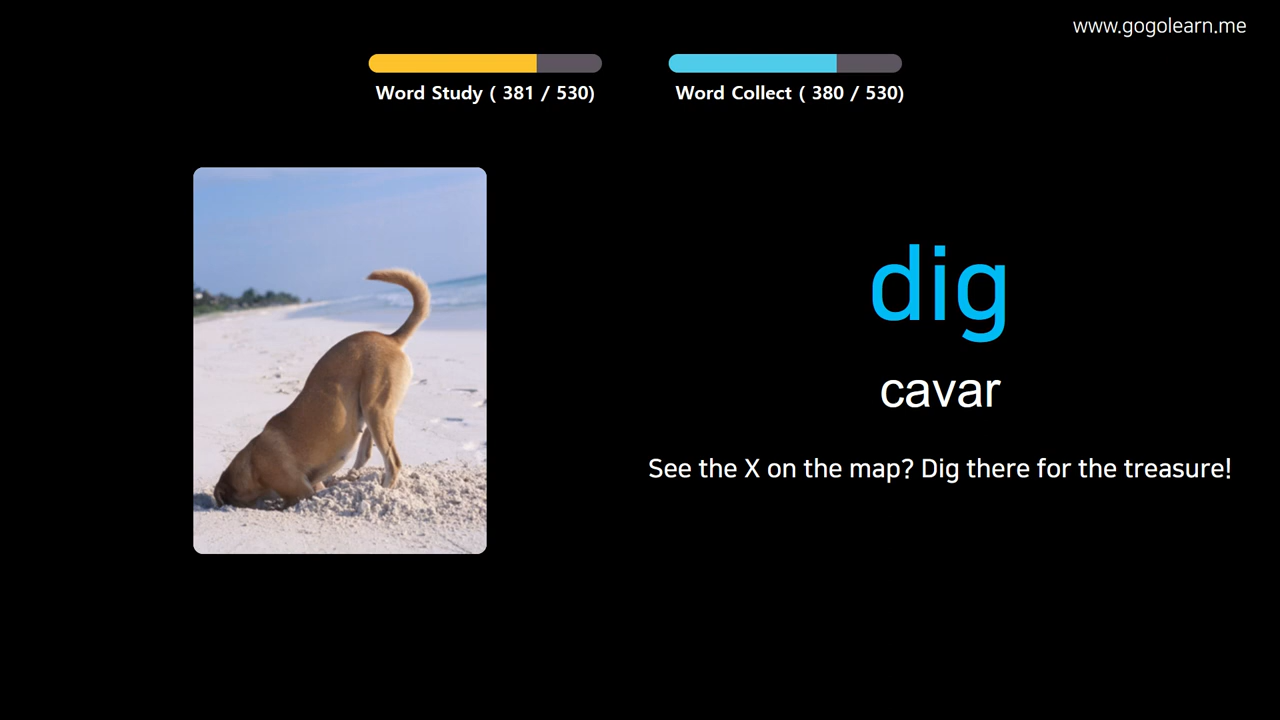 www.gogolearn.me
Word Study ( 381 / 530)
Word Collect ( 380 / 530)
dig
cavar
See the X on the map? Dig there for the treasure!